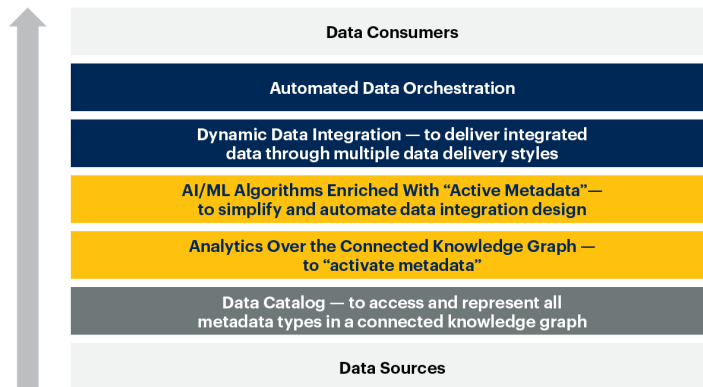 Data Consumers
Automated Data Orchestration
Dynamic Data Integration — to deliver integrated
data through multiple data delivery styles
AI/ML Algorithms Enriched With “Active Metadata”—
to simplify and automate data integration design
Analytics Over the Connected Knowledge Graph —
to “activate metadata”
Data Catalog — to access and represent all
metadata types in a connected knowledge graph
Data Sources